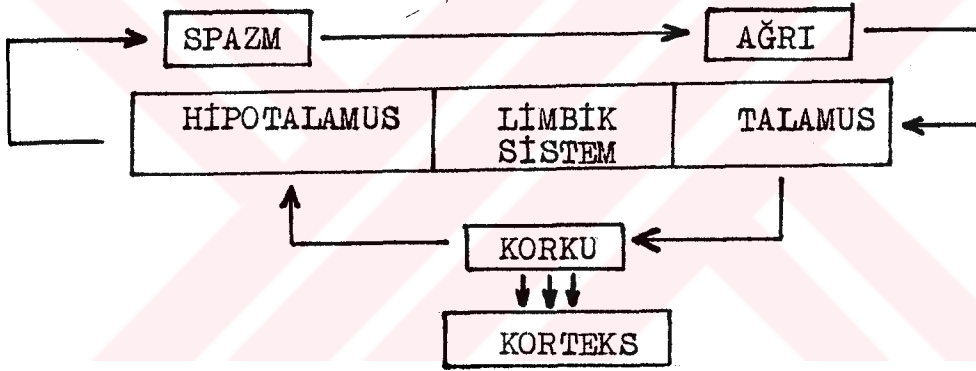 SPAZM
AĞRI
HİPOTALAMUS
LİMBİK
SİSTEM
TALAMUS
KORKU
KORTEKS